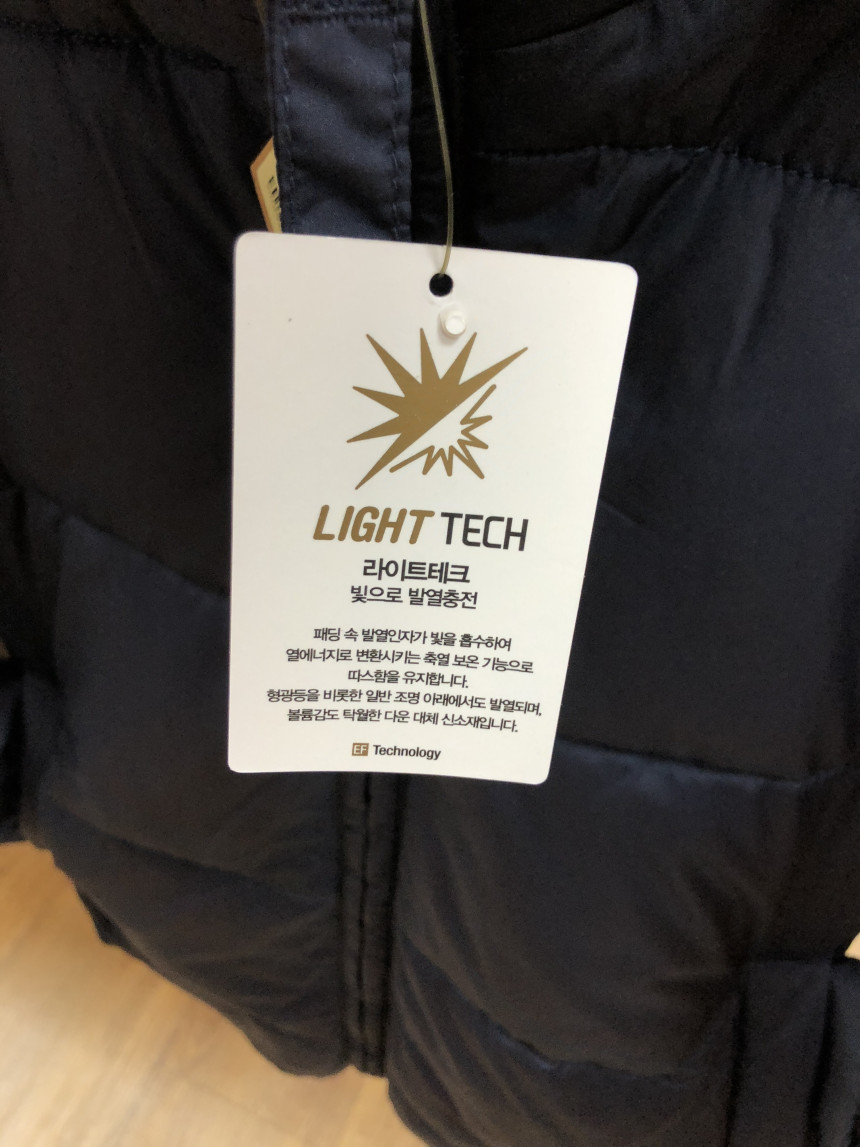 LIGHT TECH
라이트테크
빛으로 발열충전
패딩 속 발열인자가 빛을 흡수하여
열에너지로 변환시키는 축열 보온 기능으로
따스함을 유지합니다.
형광등을 비롯한 일반 조명 아래에서도 발열되며,
볼륨감도 탁월한 다운 대체 신소재입니다.
EF Technology